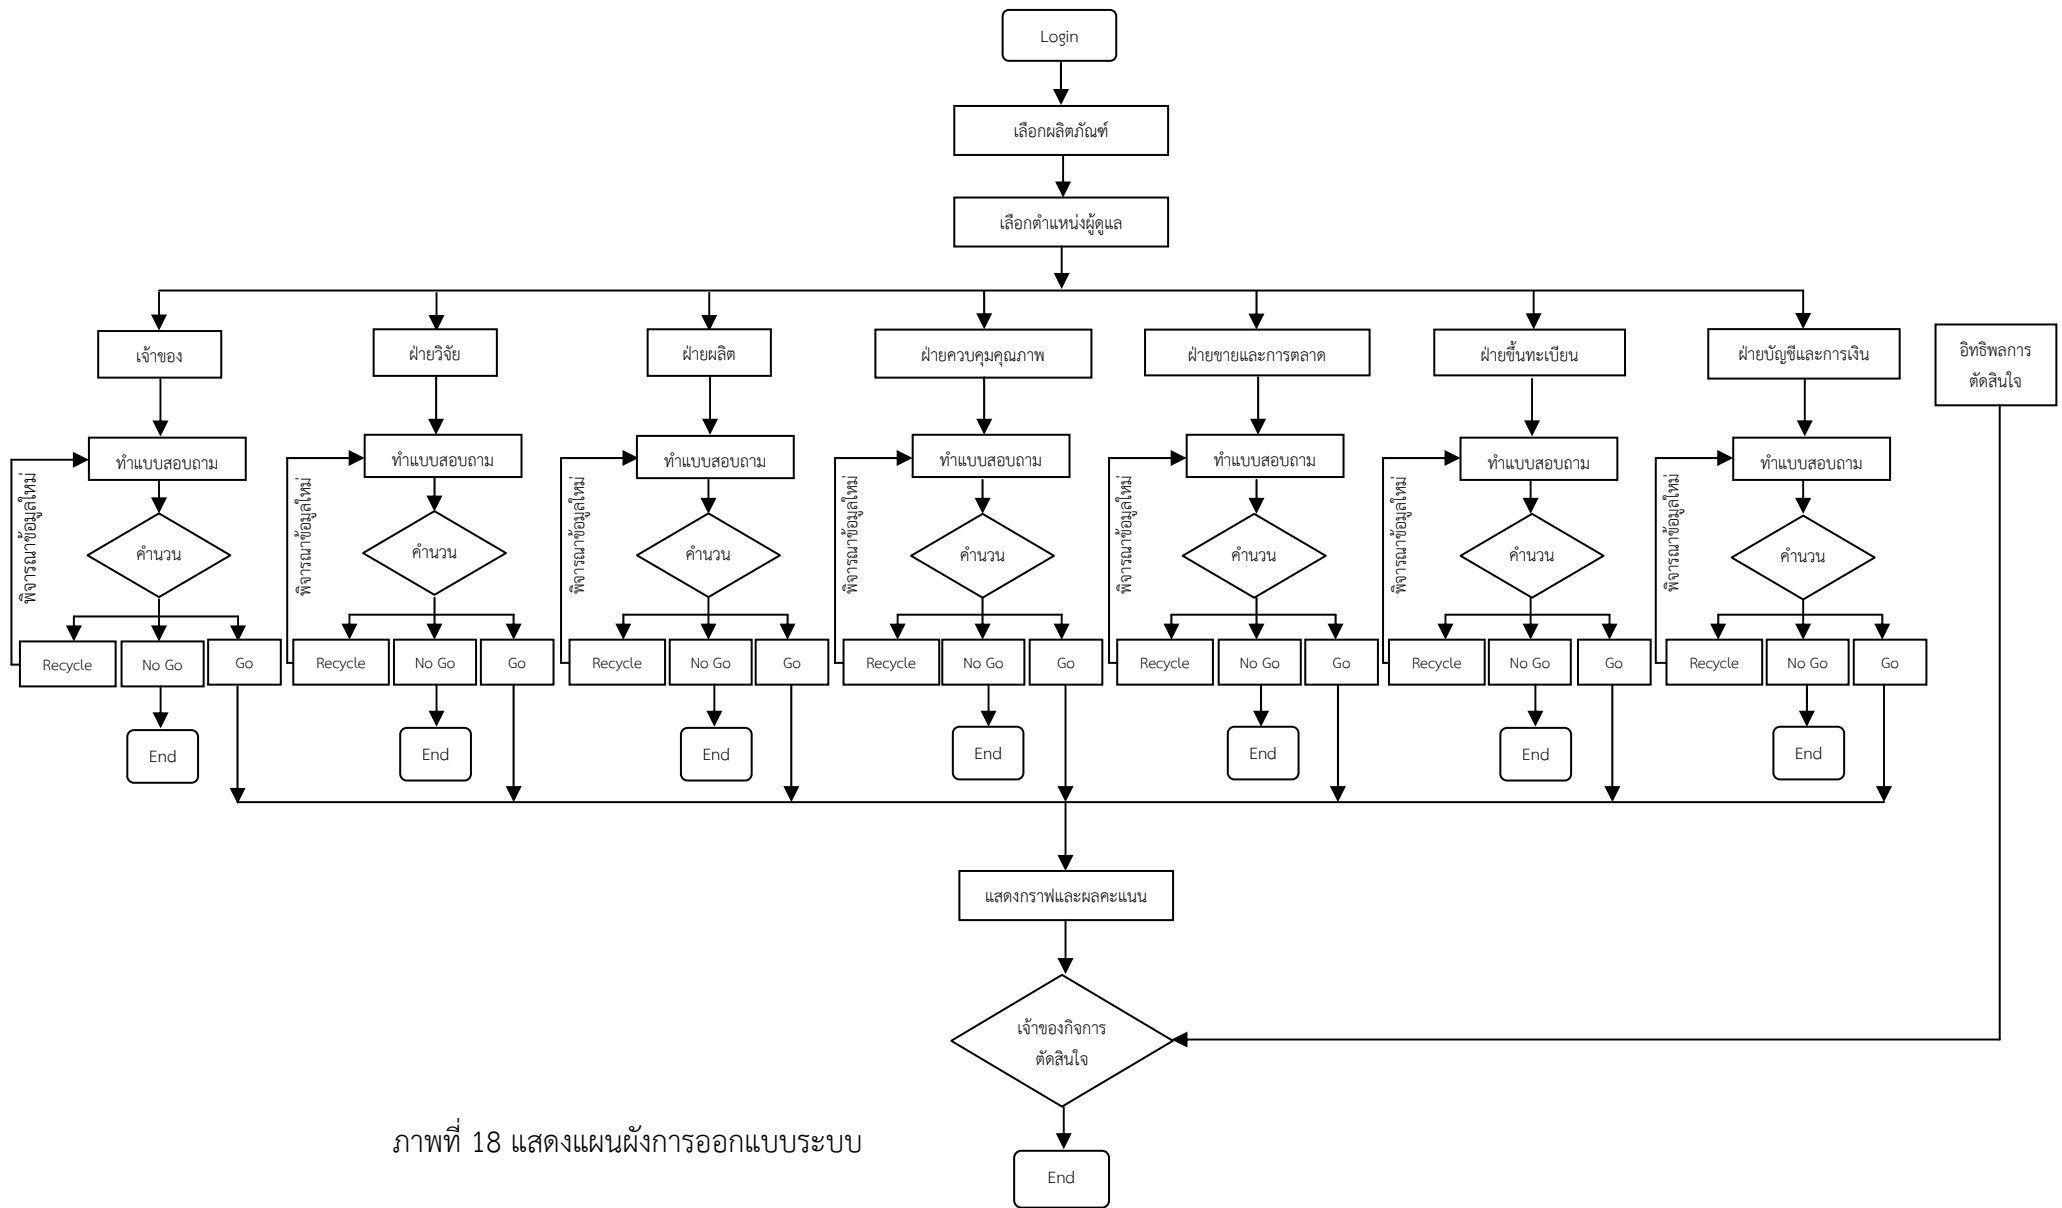 Login
เลือกผลิตภัณฑ์
เลือกตำแหน่งผู้ดูแล
เจ้าของ
ฝ่ายวิจัย
ฝ่ายผลิต
ฝ่ายควบคุมคุณภาพ
ฝ่ายขายและการตลาด
ฝ่ายขึ้นทะเบียน
ฝ่ายบัญชีและการเงิน
อิทธิพลการ
ตัดสินใจ
ทำแบบสอบถาม
ทำแบบสอบถาม
ทำแบบสอบถาม
ทำแบบสอบถาม
ทำแบบสอบถาม
ทำแบบสอบถาม
ทำแบบสอบถาม
พิจารณาข้อมูลใหม่
พิจารณาข้อมูลใหม่
พิจารณาข้อมูลใหม่
พิจารณาข้อมูลใหม่
พิจารณาข้อมูลใหม่
พิจารณาข้อมูลใหม่
พิจารณาข้อมูลใหม่
คำนวน
คำนวน
คำนวน
คำนวน
คำนวน
คำนวน
คำนวน
Recycle
No Go
Go
Recycle
No Go
Go
Recycle
No Go
Go
Recycle
No Go
Go
Recycle
No Go
Go
Recycle
No Go
Go
Recycle
No Go
Go
End
End
End
End
End
End
End
แสดงกราฟและผลคะแนน
เจ้าของกิจการ
ตัดสินใจ
ภาพที่ 18 แสดงแผนผังการออกแบบระบบ
End